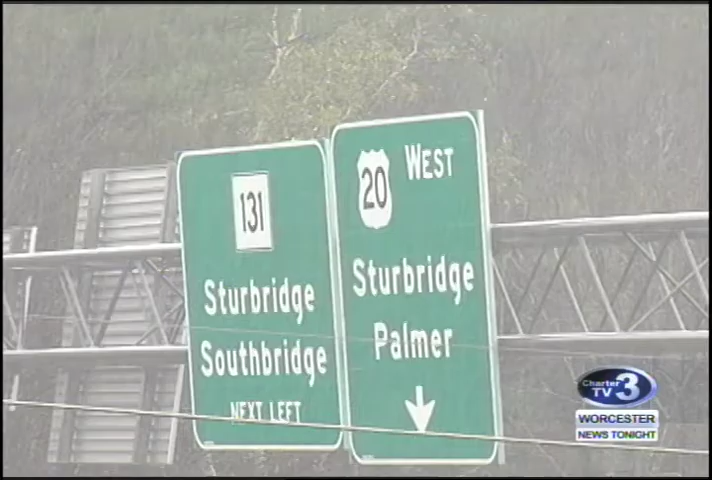 131
Sturbridge
Southbridge
NEXT LEFT
20 WEST
Sturbridge
Palmer
Charter
TV 3
WORCESTER
NEWS TONIGHT